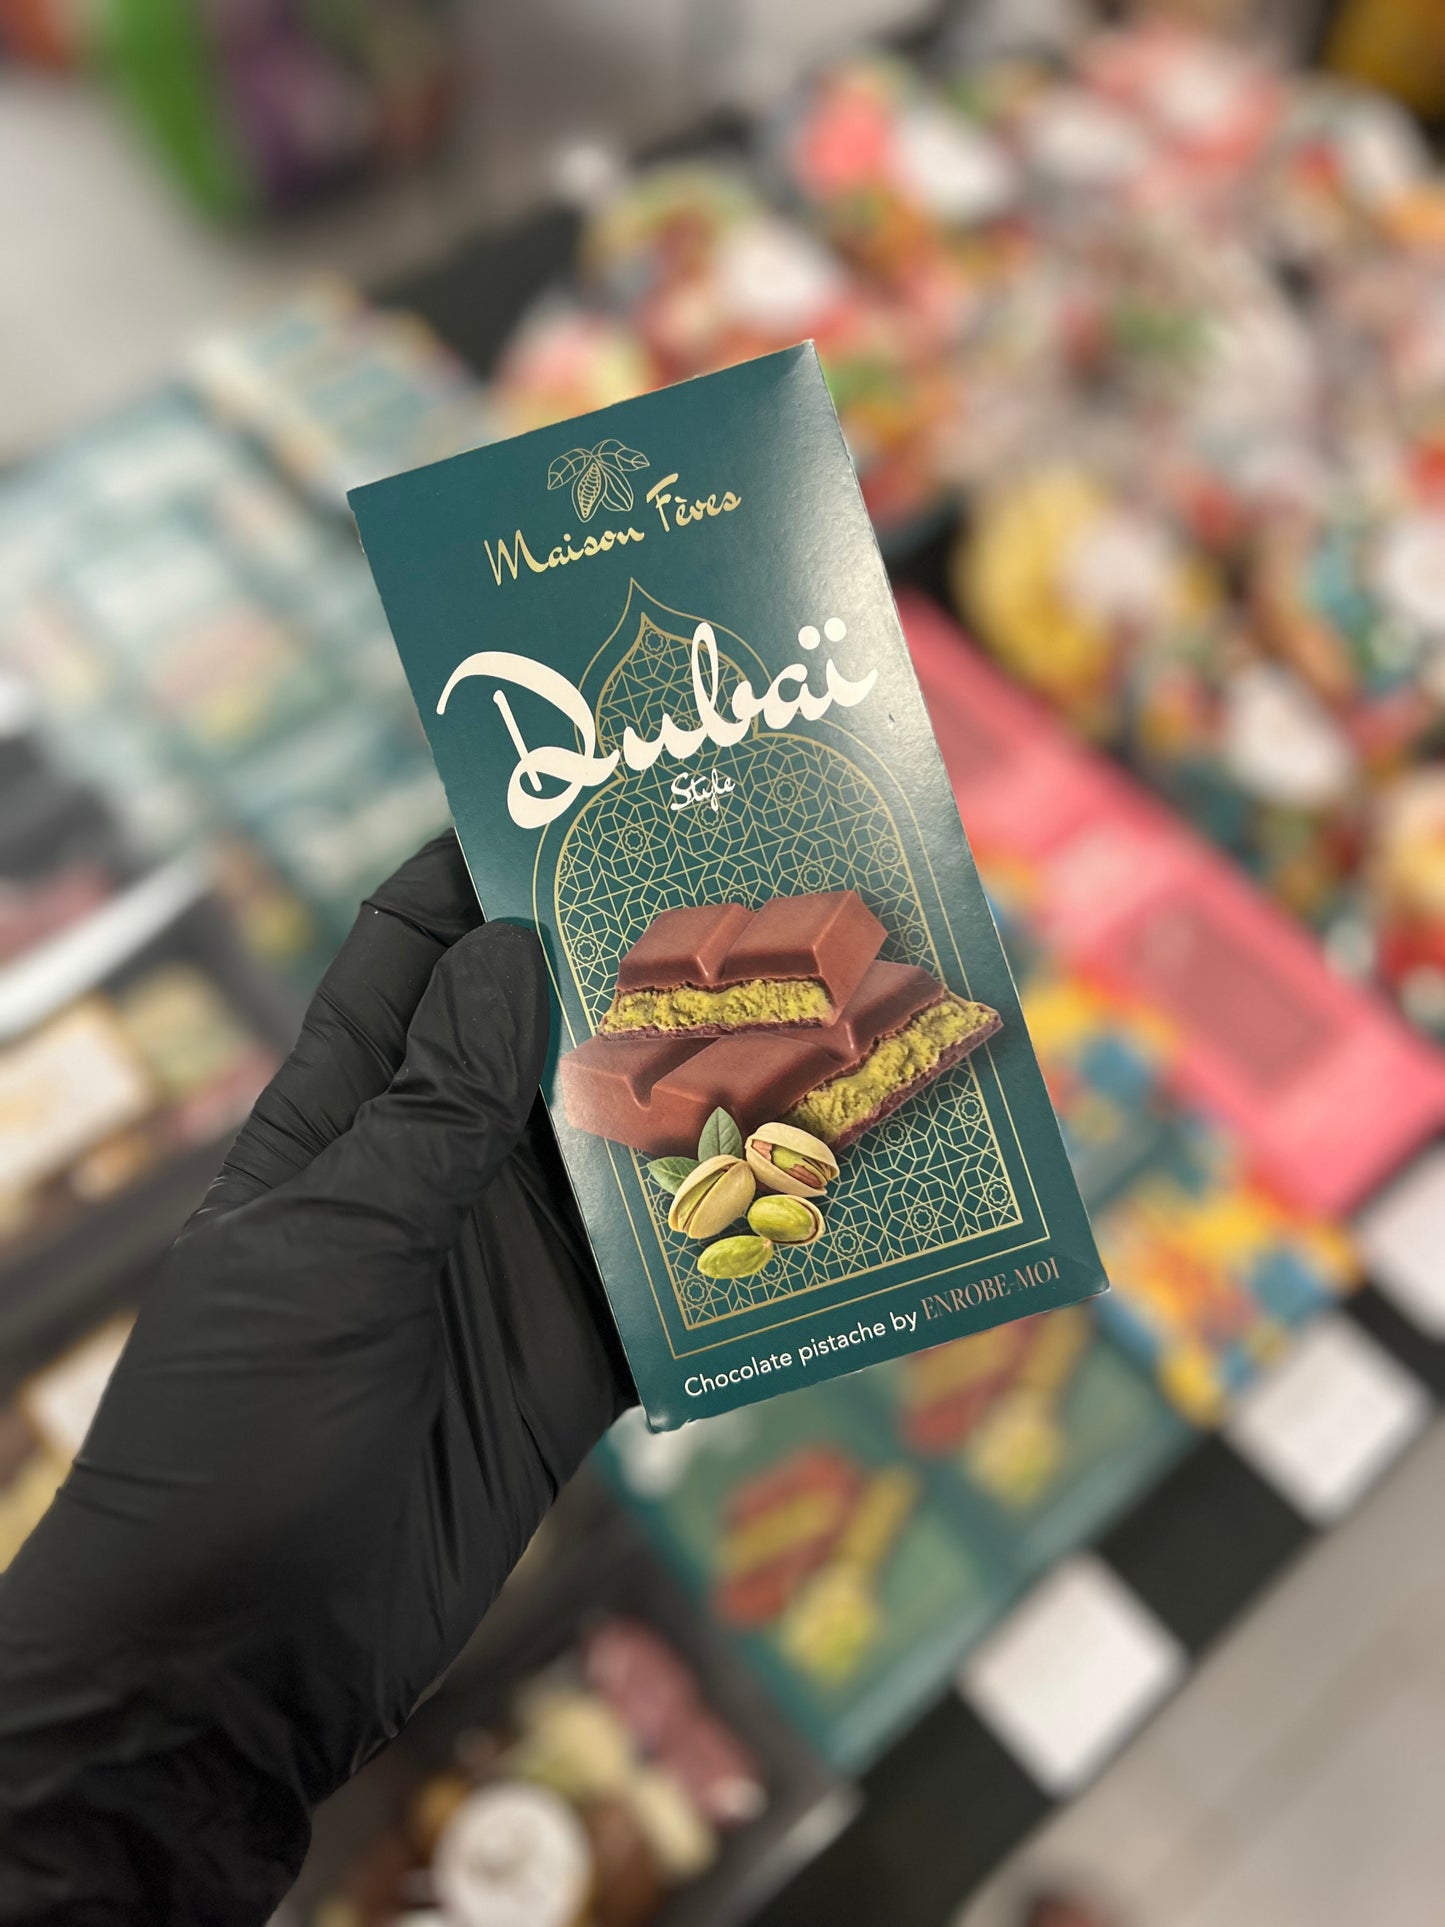 Maison Fèves
Dubaï
Style
Chocolate pistache by ENROBE-MOI